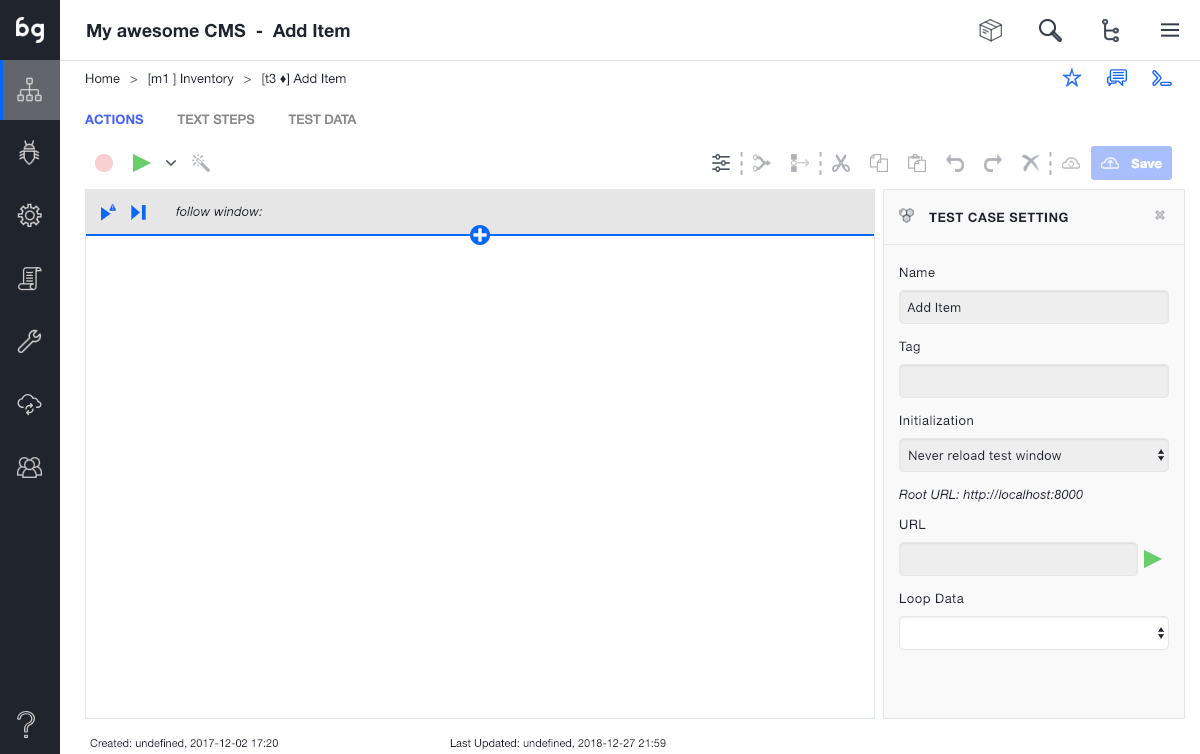 bg
My awesome CMS - Add Item
Home > [m1 ] Inventory > [t3 ♦] Add Item
ACTIONS TEXT STEPS TEST DATA
Save
follow window:
TEST CASE SETTING
Name
Add Item
Tag
Initialization
Never reload test window
Root URL: http://localhost:8000
URL
Loop Data
Created: undefined, 2017-12-02 17:20 Last Updated: undefined, 2018-12-27 21:59